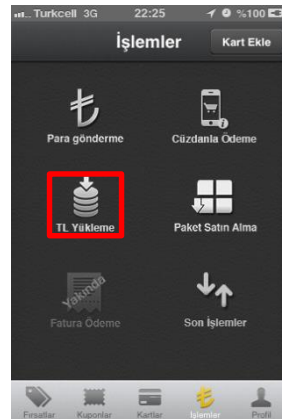 Turkcell 3G 22:25 %100
İşlemler Kart Ekle
Para gönderme Cüzdanla Ödeme
TL Yükleme Paket Satın Alma
Yakında
Fatura Ödeme Son İşlemler
Fırsatlar Kuponlar Kartlar İşlemler Profil